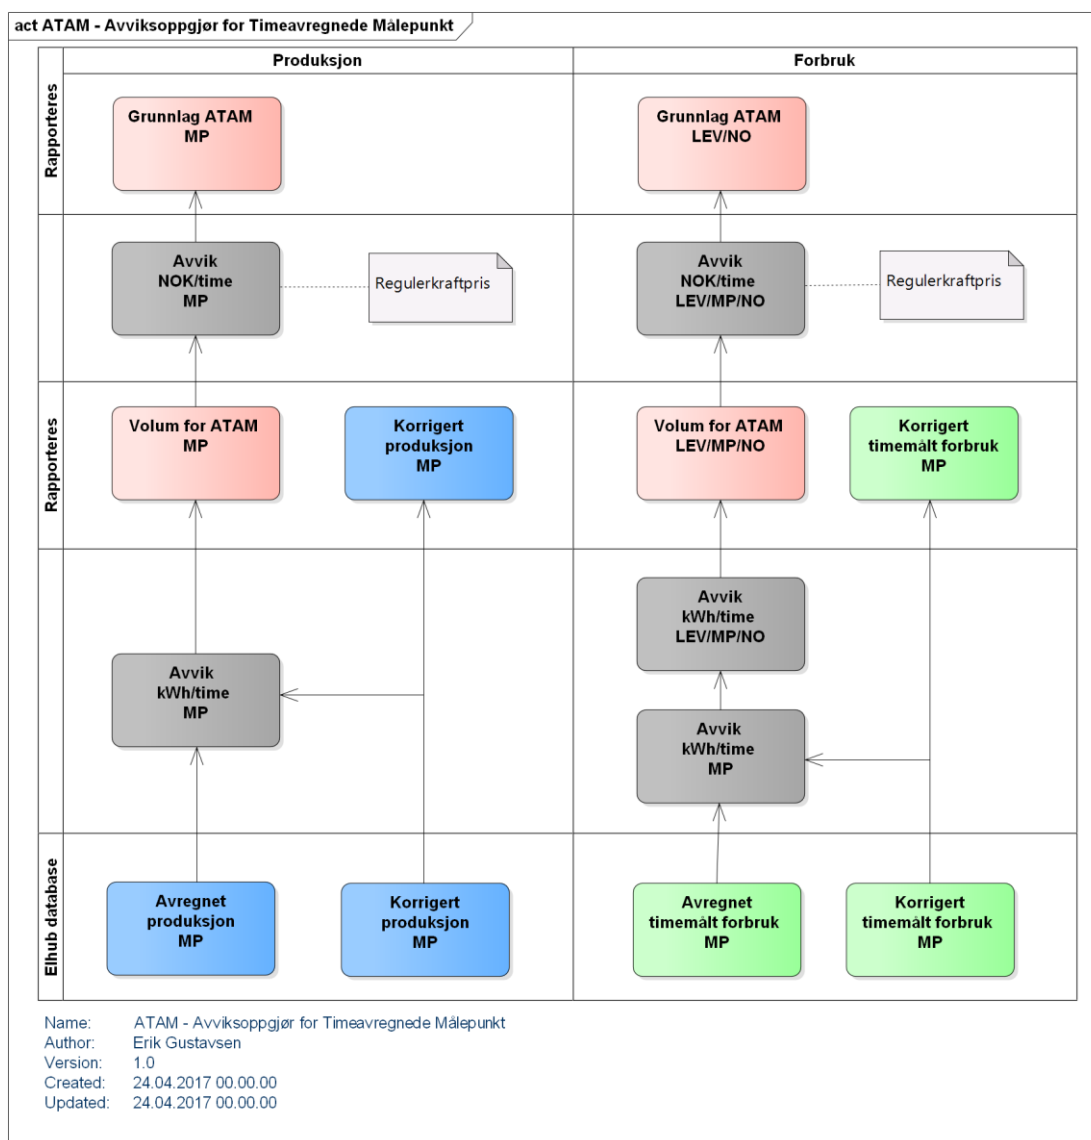 act ATAM - Avviksoppgjør for Timeavregnede Målepunkt
Produksjon
Forbruk
Rapporteres
Grunnlag ATAM
MP
Grunnlag ATAM
LEV/NO
Avvik
NOK/time
MP
Regulerkraftpris
Avvik
NOK/time
LEV/MP/NO
Regulerkraftpris
Rapporteres
Volum for ATAM
MP
Korrigert
produksjon
MP
Volum for ATAM
LEV/MP/NO
Korrigert
timemålt forbruk
MP
Avvik
kWh/time
MP
Avvik
kWh/time
LEV/MP/NO
Avvik
kWh/time
MP
Elhub database
Avregnet
produksjon
MP
Korrigert
produksjon
MP
Avregnet
timemålt forbruk
MP
Korrigert
timemålt forbruk
MP
Name: ATAM - Avviksoppgjør for Timeavregnede Målepunkt
Author: Erik Gustavsen
Version: 1.0
Created: 24.04.2017 00.00.00
Updated: 24.04.2017 00.00.00